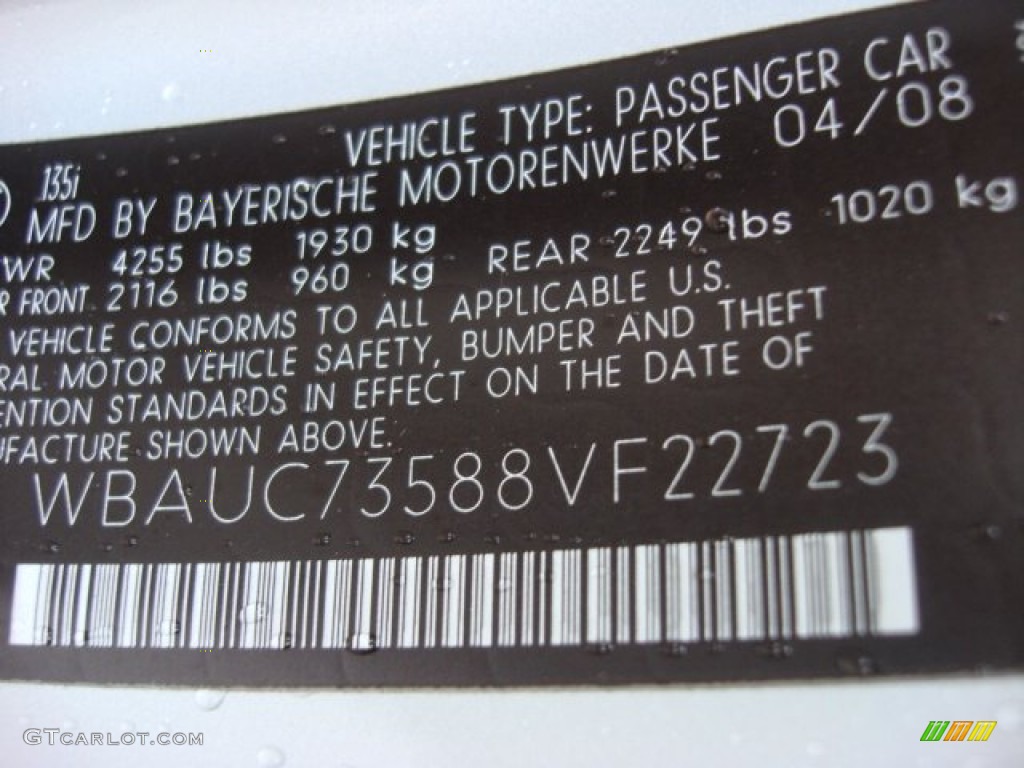 VEHICLE TYPE: PASSENGER CAR
135i
MFD BY BAYERISCHE MOTORENWERKE 04/08
WR 4255 lbs 1930 kg
R FRONT 2116 lbs 960 kg REAR 2249 lbs 1020 kg
VEHICLE CONFORMS TO ALL APPLICABLE U.S.
RAL MOTOR VEHICLE SAFETY, BUMPER AND THEFT
ENTION STANDARDS IN EFFECT ON THE DATE OF
UFACTURE SHOWN ABOVE.
WBAUC73588VF22723
GTCARLOT.COM